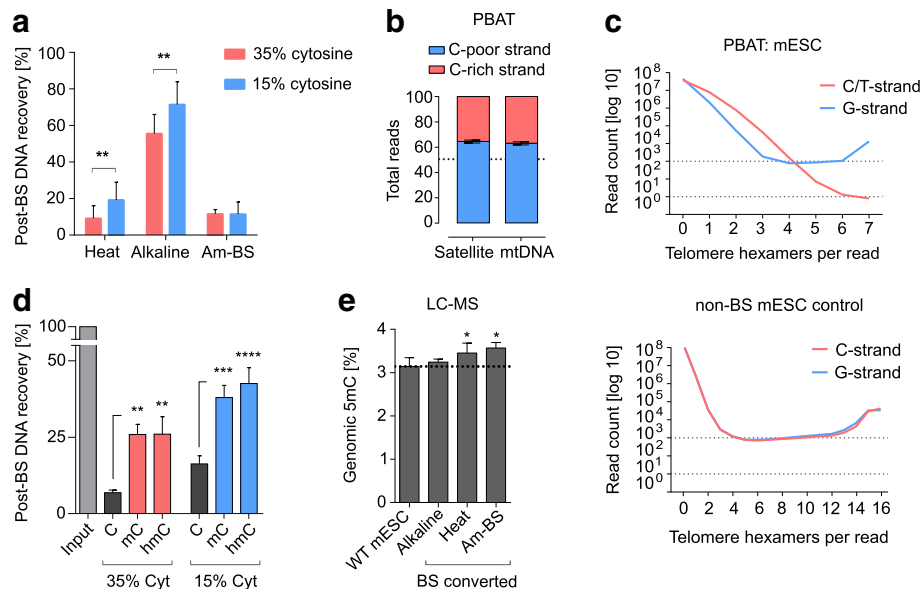 a
Post-BS DNA recovery [%]
100
80
60
40
20
0
**
**
35% cytosine
15% cytosine
Heat Alkaline Am-BS
b
PBAT
C-poor strand
C-rich strand
Total reads
100
80
60
40
20
0
Satellite mtDNA
c
PBAT: mESC
C/T-strand
G-strand
Read count [log 10]
10^8
10^7
10^6
10^5
10^4
10^3
10^2
10^1
10^0
0 1 2 3 4 5 6 7
Telomere hexamers per read
non-BS mESC control
C-strand
G-strand
Read count [log 10]
10^8
10^7
10^6
10^5
10^4
10^3
10^2
10^1
10^0
0 2 4 6 8 10 12 14 16
Telomere hexamers per read
d
Post-BS DNA recovery [%]
100
50
25
0
** **
*** ****
Input C mC hmC C mC hmC
35% Cyt 15% Cyt
e
LC-MS
Genomic 5mC [%]
4
3
2
1
0
* *
WT mESC Alkaline Heat Am-BS
BS converted